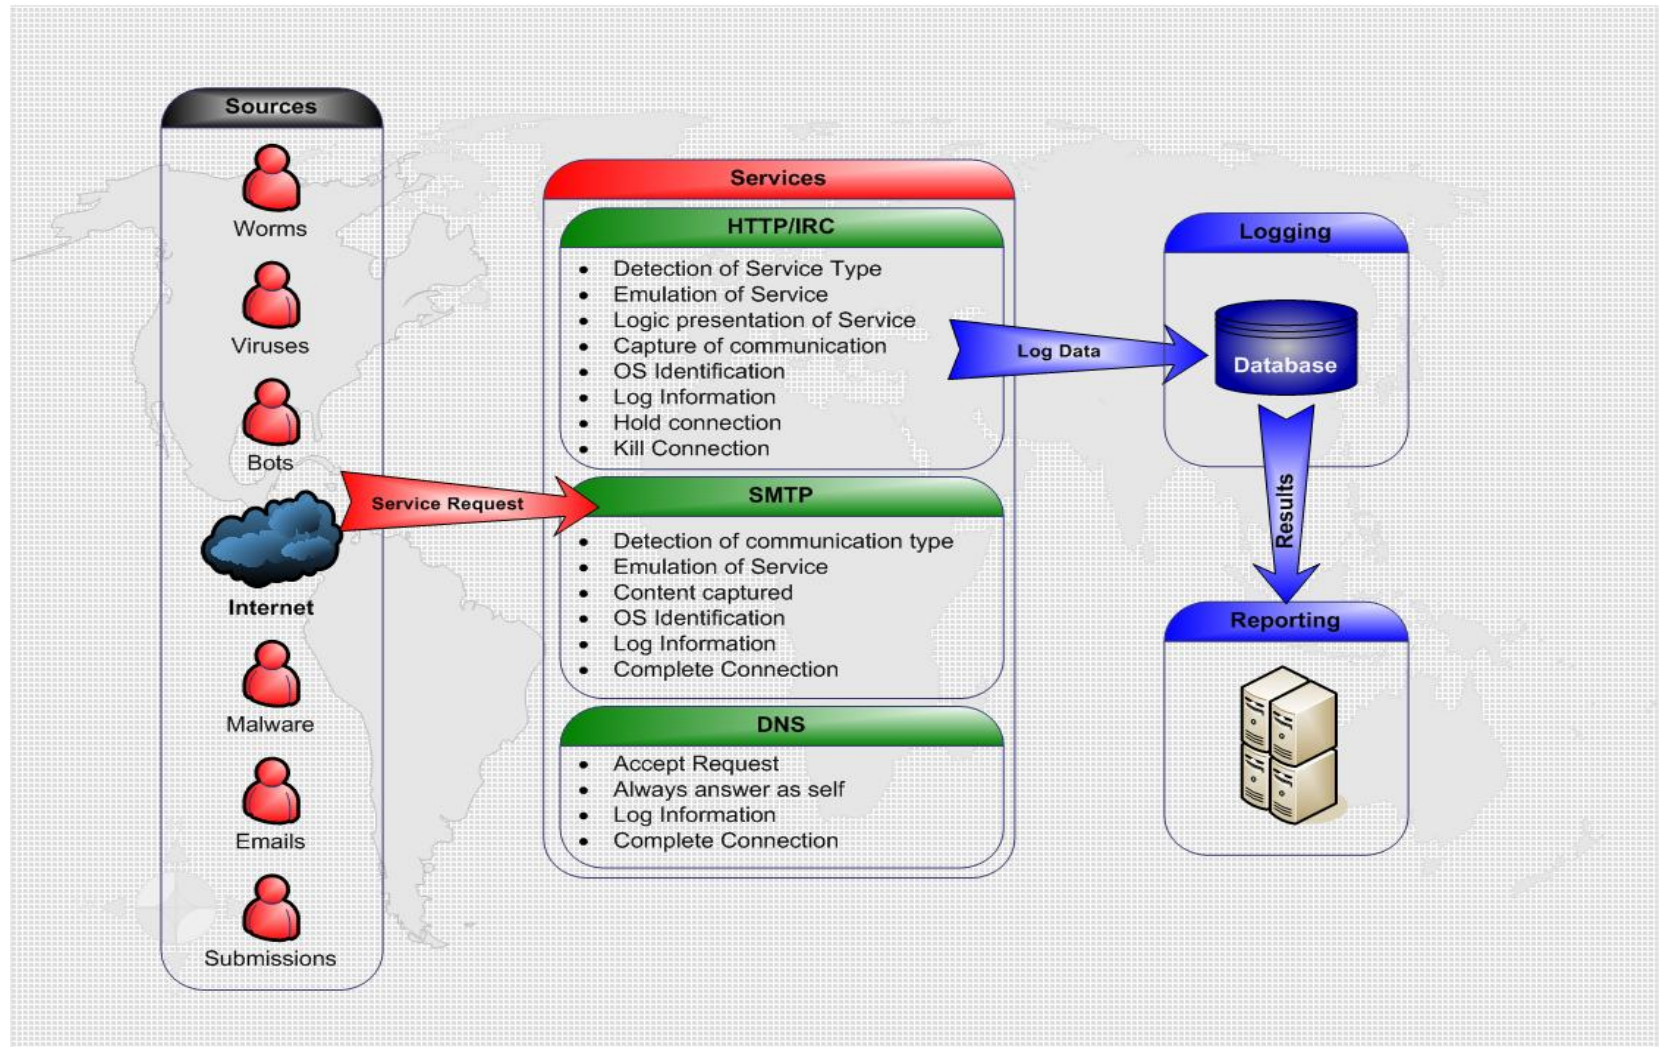 Sources
Worms
Viruses
Bots
Internet
Malware
Emails
Submissions
Service Request
Services
HTTP/IRC
• Detection of Service Type
• Emulation of Service
• Logic presentation of Service
• Capture of communication
• OS Identification
• Log Information
• Hold connection
• Kill Connection
SMTP
• Detection of communication type
• Emulation of Service
• Content captured
• OS Identification
• Log Information
• Complete Connection
DNS
• Accept Request
• Always answer as self
• Log Information
• Complete Connection
Log Data
Logging
Database
Results
Reporting